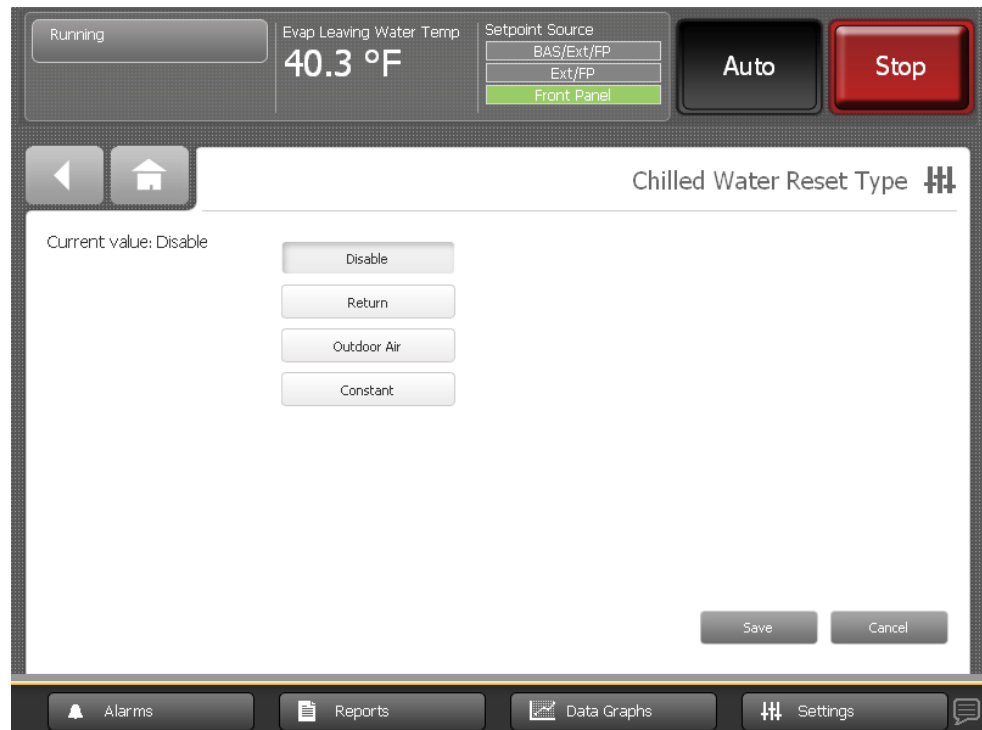 Running
Evap Leaving Water Temp
40.3 °F
Setpoint Source
BAS/Ext/FP
Ext/FP
Front Panel
Auto
Stop
Chilled Water Reset Type
Current value: Disable
Disable
Return
Outdoor Air
Constant
Save
Cancel
Alarms
Reports
Data Graphs
Settings